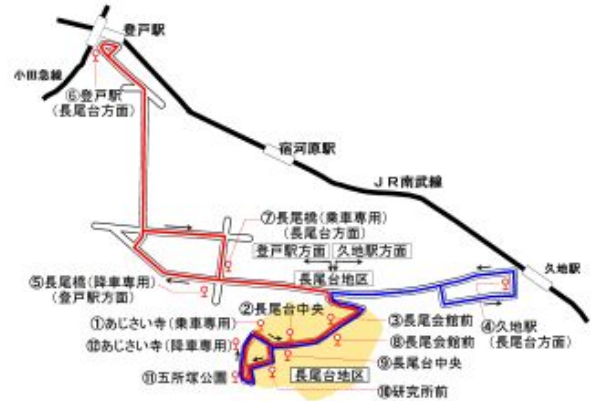 登戸駅
小田急線
⑥登戸駅
(長尾台方面)
宿河原駅
JR南武線
⑦長尾橋(乗車専用)
(長尾台方面)
登戸駅方面
久地駅方面
久地駅
長尾台地区
⑤長尾橋(降車専用)
(登戸駅方面)
②長尾台中央
①あじさい寺(乗車専用)
③長尾会館前
④久地駅
(長尾台方面)
⑫あじさい寺(降車専用)
⑧長尾会館前
⑨長尾台中央
⑪五所塚公園
長尾台地区
⑩研究所前